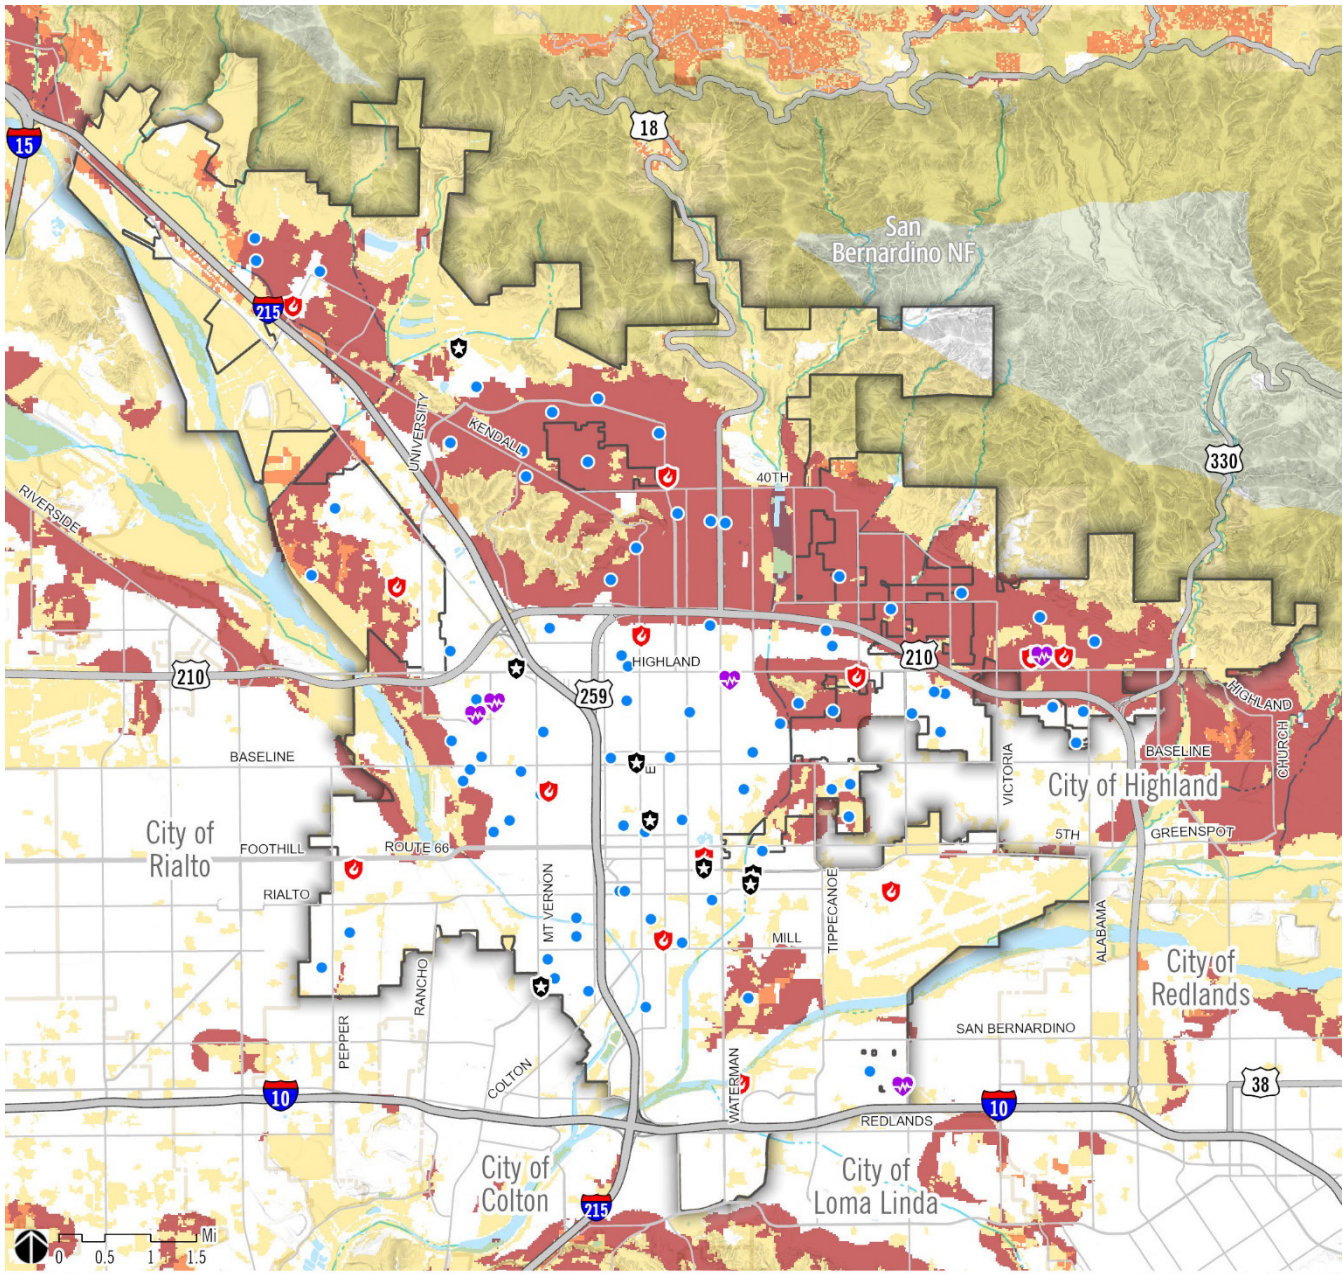 18
15
San
Bernardino NF
215
UNIVERSITY
KENDALL
330
40TH
RIVERSIDE
HIGHLAND
210
210
259
HIGHLAND
BASELINE
E
VICTORIA
BASELINE
CHURCH
City of Highland
City of
Rialto
FOOTHILL
ROUTE 66
5TH
GREENSPOT
RIALTO
MT VERNON
TIPPECANOE
MILL
ALABAMA
RANCHO
City of
Redlands
PEPPER
SAN BERNARDINO
COLTON
WATERMAN
38
10
10
REDLANDS
City of
Colton
City of
Loma Linda
215
Mi
0 0.5 1 1.5